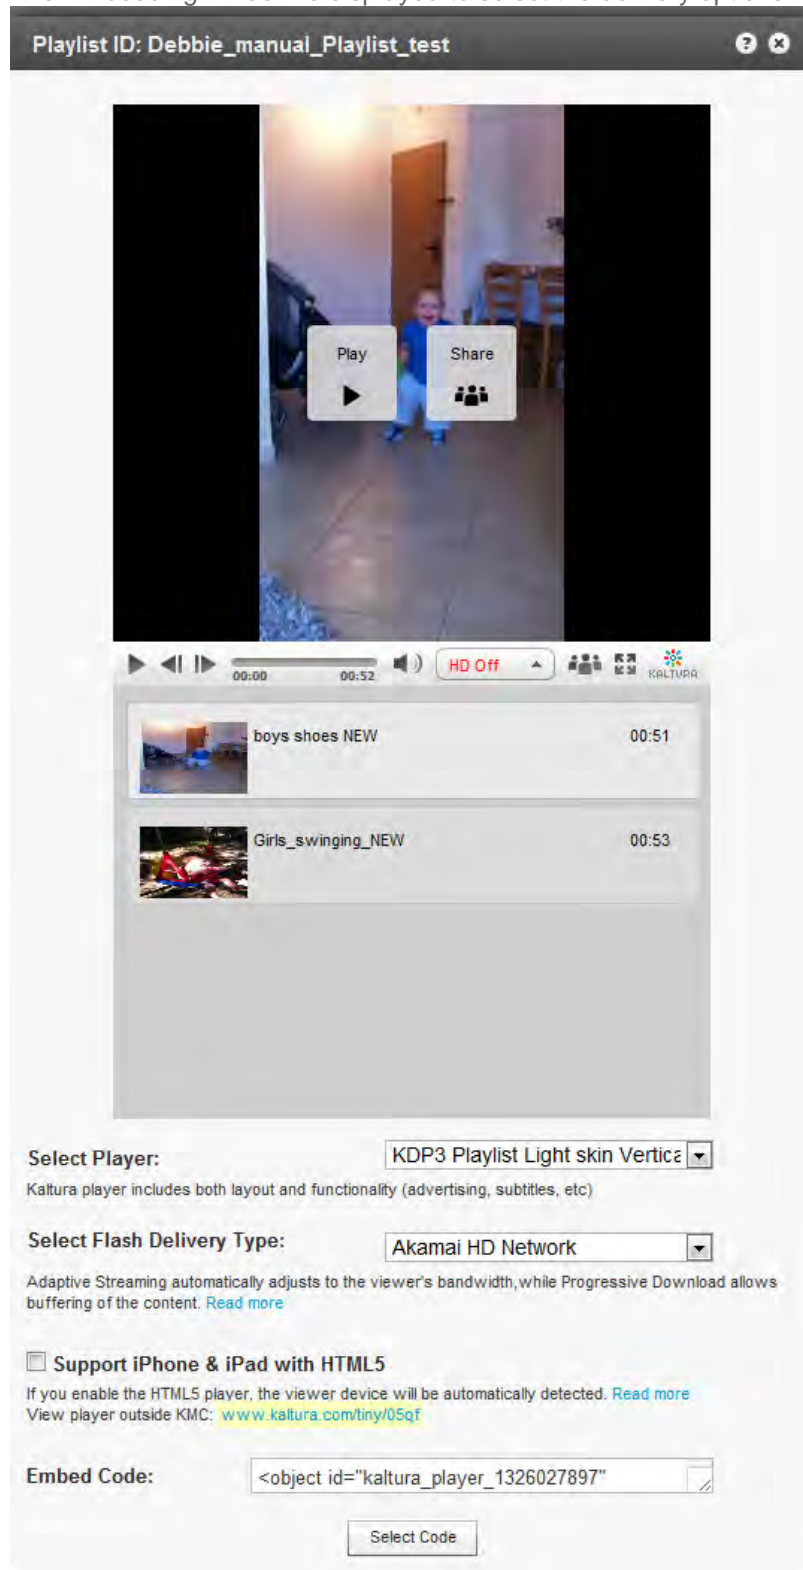 Playlist ID: Debbie_manual_Playlist_test
Play
Share
00:00
00:52
HD Off
KALTURA
boys shoes NEW 00:51
Girls_swinging_NEW 00:53
Select Player: KDP3 Playlist Light skin Vertica
Kaltura player includes both layout and functionality (advertising, subtitles, etc)
Select Flash Delivery Type: Akamai HD Network
Adaptive Streaming automatically adjusts to the viewer's bandwidth,while Progressive Download allows
buffering of the content. Read more
Support iPhone & iPad with HTML5
If you enable the HTML5 player, the viewer device will be automatically detected. Read more
View player outside KMC: www.kaltura.com/tiny/05qf
Embed Code: <object id="kaltura_player_1326027897"
Select Code